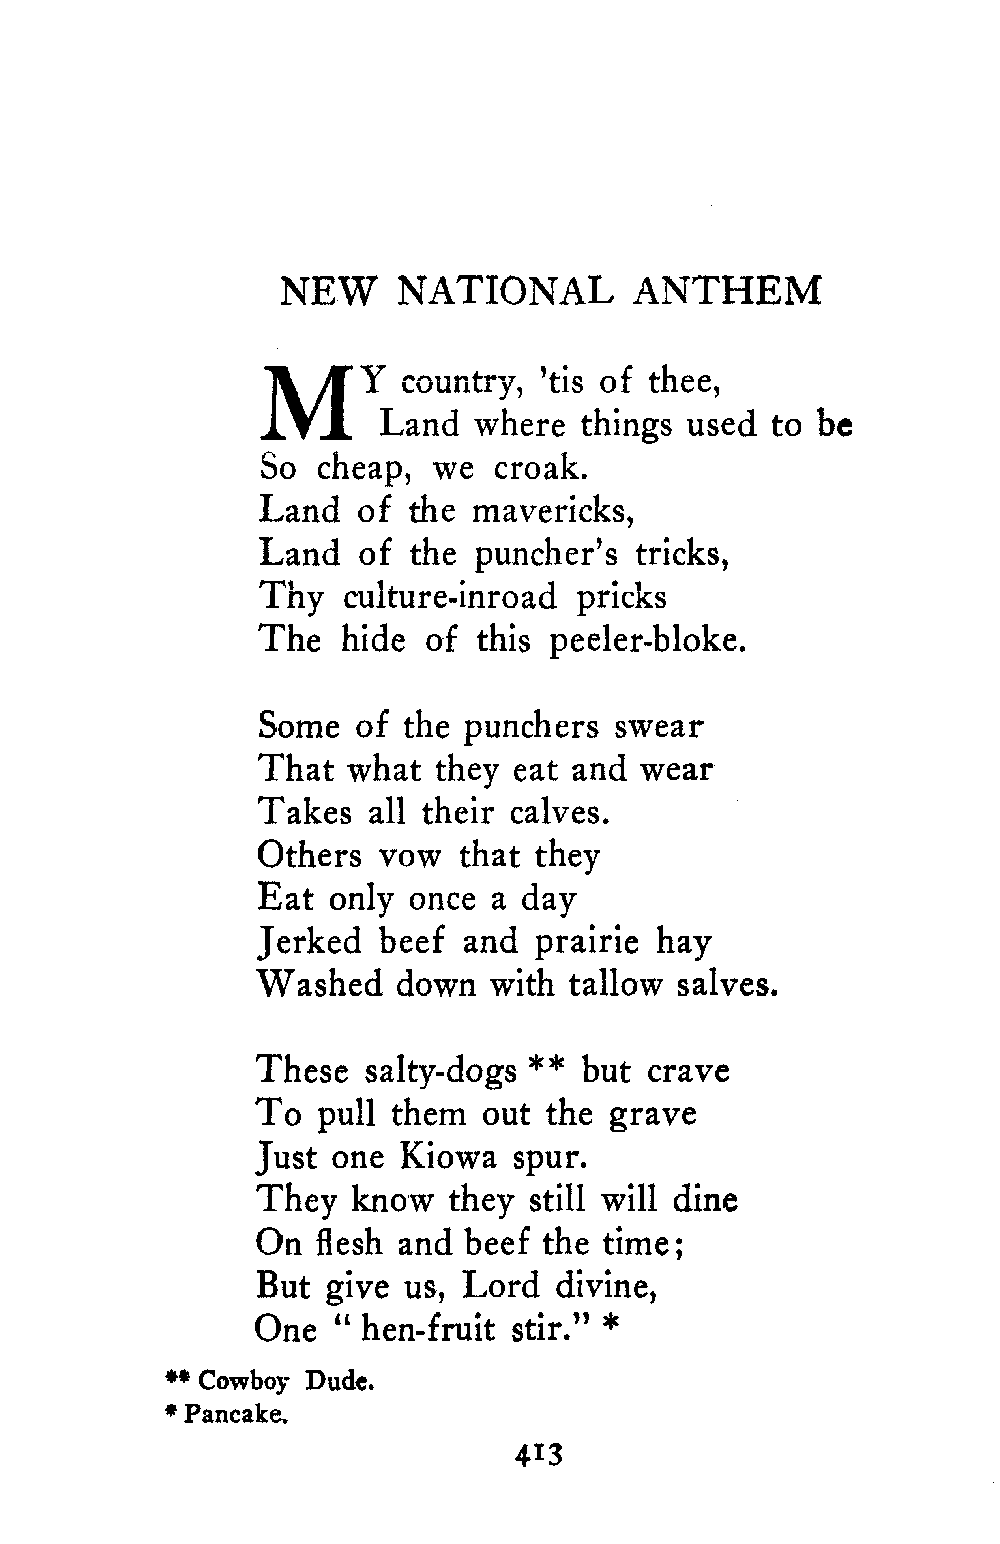 NEW NATIONAL ANTHEM
MY country, 'tis of thee,
Land where things used to be
So cheap, we croak.
Land of the mavericks,
Land of the puncher's tricks,
Thy culture-inroad pricks
The hide of this peeler-bloke.
Some of the punchers swear
That what they eat and wear
Takes all their calves.
Others vow that they
Eat only once a day
Jerked beef and prairie hay
Washed down with tallow salves.
These salty-dogs ** but crave
To pull them out the grave
Just one Kiowa spur.
They know they still will dine
On flesh and beef the time;
But give us, Lord divine,
One " hen-fruit stir." *
** Cowboy Dude.
* Pancake.
413